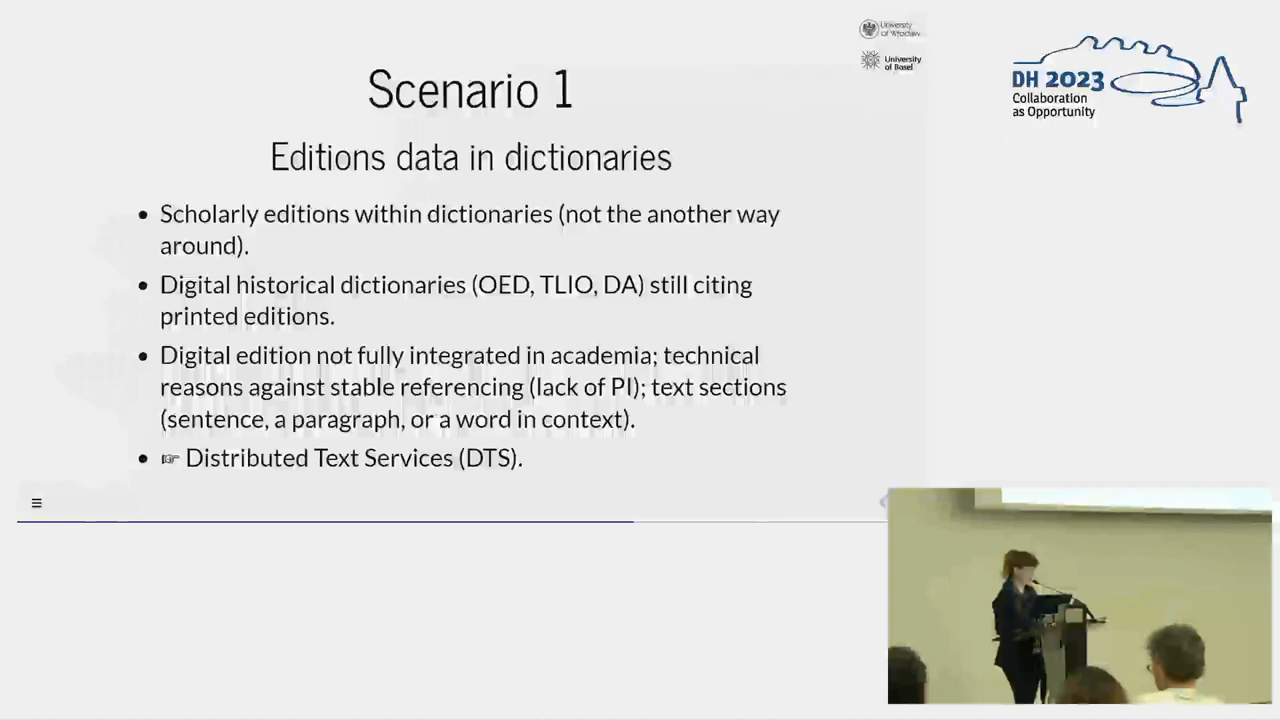 University
of Wrocław
University
of Basel
DH 2023
Collaboration
as Opportunity
Scenario 1
Editions data in dictionaries
• Scholarly editions within dictionaries (not the another way
around).
• Digital historical dictionaries (OED, TLIO, DA) still citing
printed editions.
• Digital edition not fully integrated in academia; technical
reasons against stable referencing (lack of PI); text sections
(sentence, a paragraph, or a word in context).
• ☞ Distributed Text Services (DTS).